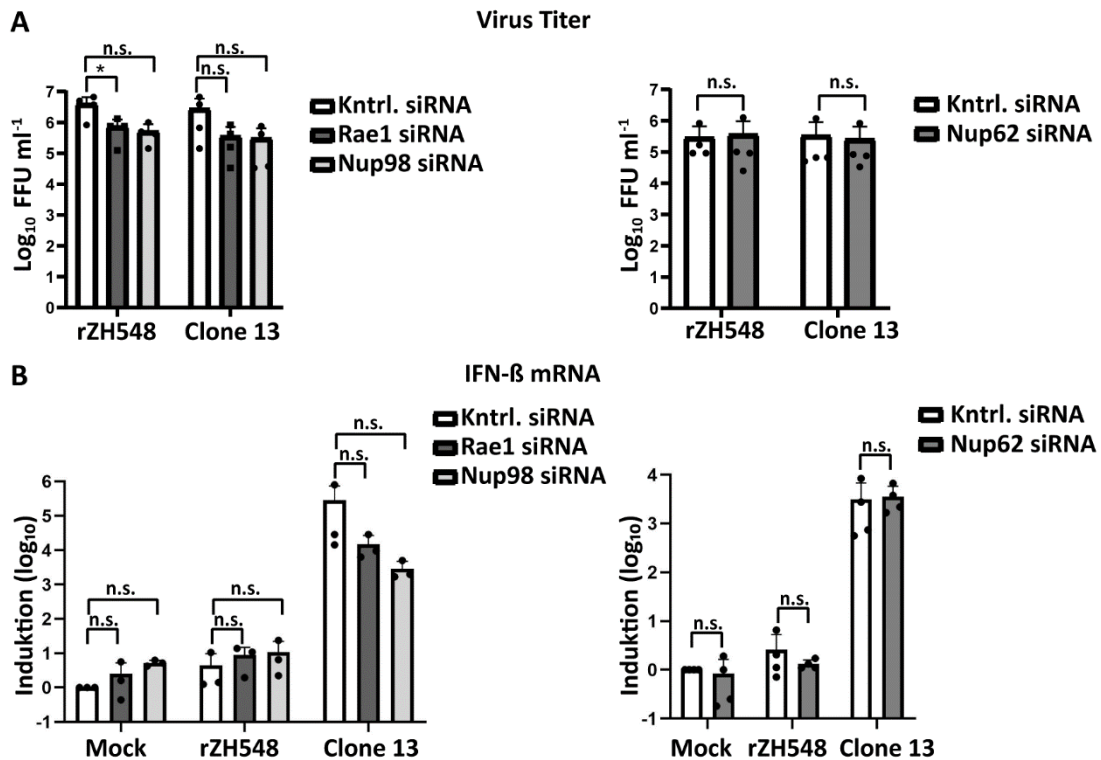 A
Virus Titer
n.s.
*
n.s.
n.s.
Kntrl. siRNA
Rae1 siRNA
Nup98 siRNA
Log10 FFU ml-1
7
6
5
4
3
2
1
0
rZH548 Clone 13
n.s.
n.s.
Kntrl. siRNA
Nup62 siRNA
Log10 FFU ml-1
7
6
5
4
3
2
1
0
rZH548 Clone 13
B
IFN-ß mRNA
Kntrl. siRNA
Rae1 siRNA
Nup98 siRNA
n.s.
n.s.
n.s.
n.s.
n.s.
n.s.
Induktion (log10)
6
5
4
3
2
1
0
-1
Mock rZH548 Clone 13
Kntrl. siRNA
Nup62 siRNA
n.s.
n.s.
n.s.
Induktion (log10)
4
3
2
1
0
-1
Mock rZH548 Clone 13